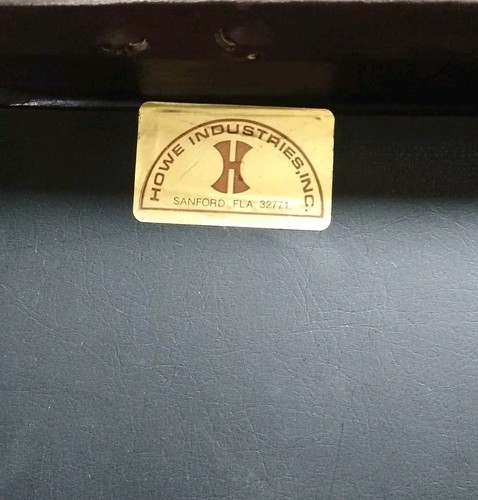 HOWE INDUSTRIES, INC.
H
SANFORD, FLA. 32771